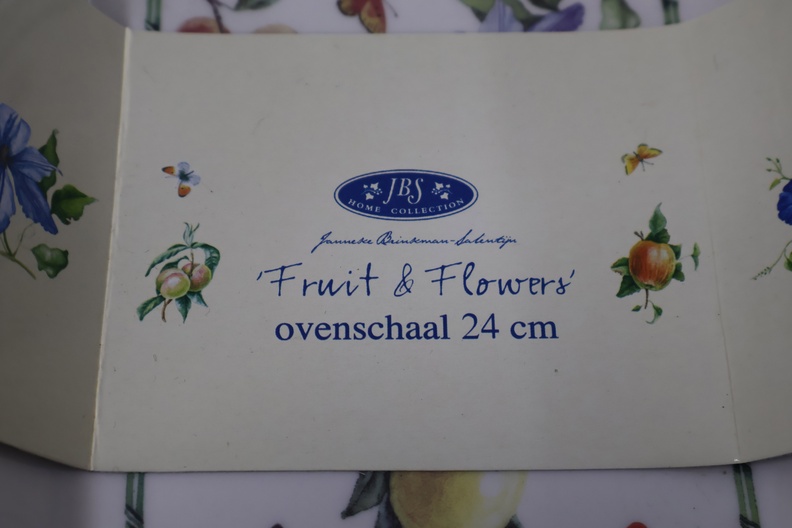 JBS
HOME COLLECTION
Janneke Brinkman-Salentijn
'Fruit & Flowers'
ovenschaal 24 cm